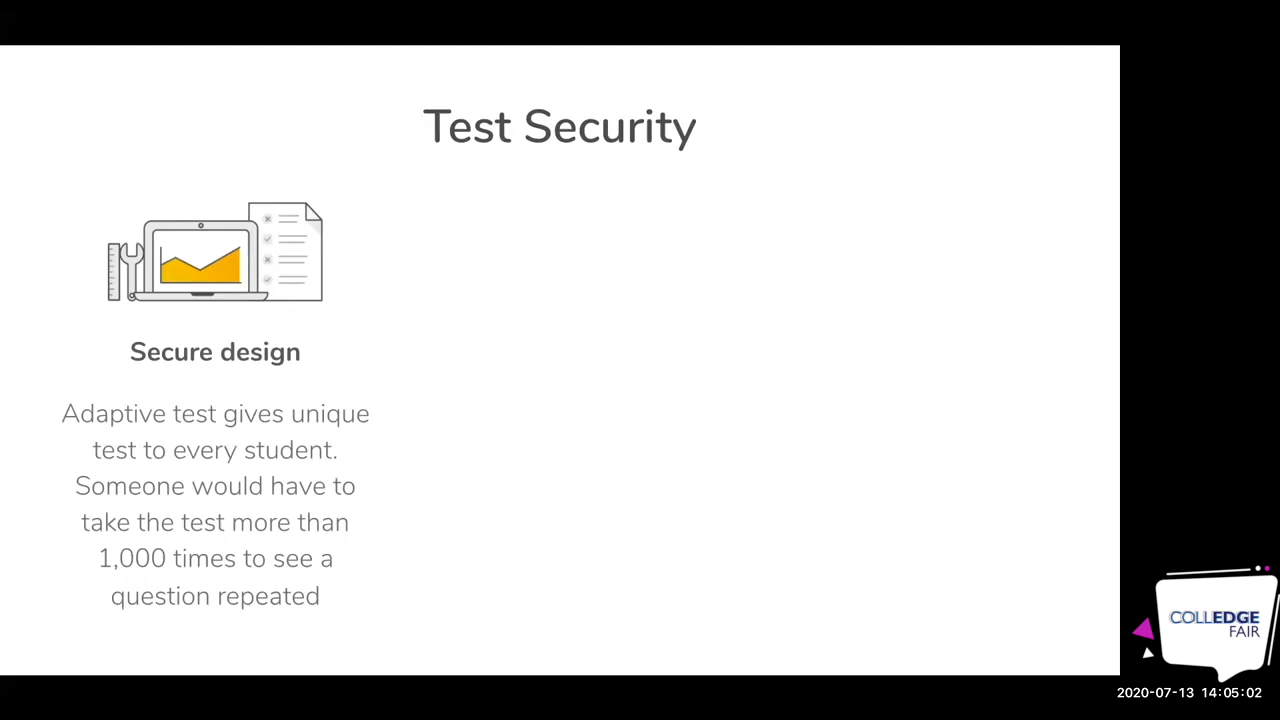 Test Security
Secure design
Adaptive test gives unique
test to every student.
Someone would have to
take the test more than
1,000 times to see a
question repeated
COLLEDGE
FAIR
2020-07-13 14:05:02